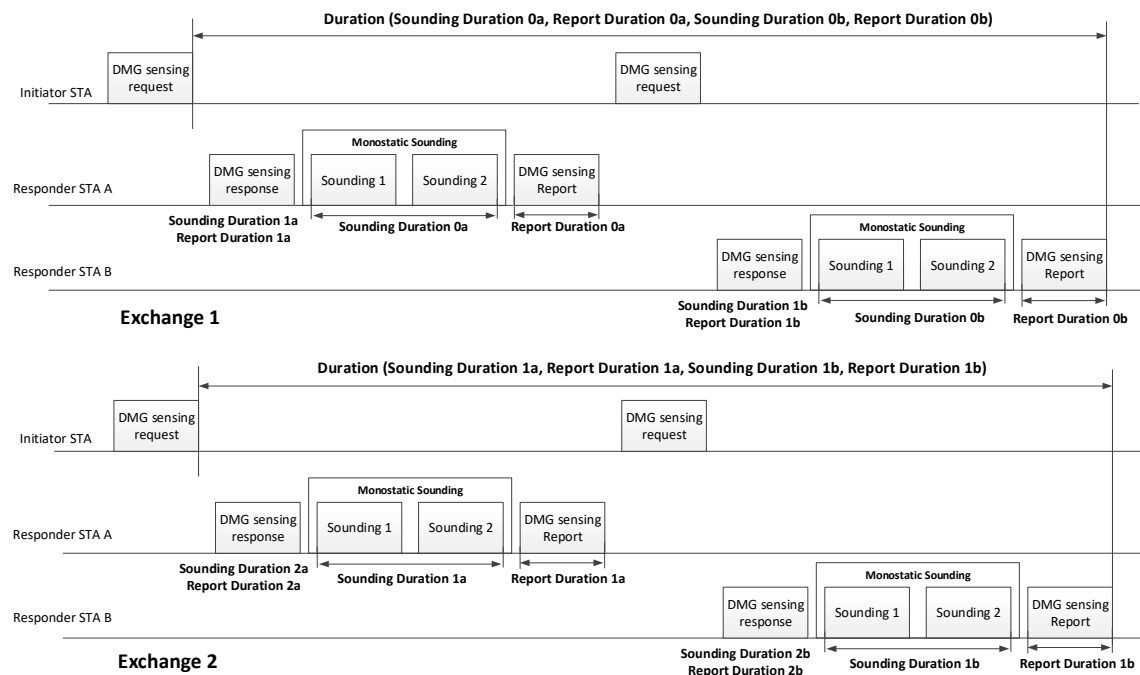 Duration (Sounding Duration 0a, Report Duration 0a, Sounding Duration 0b, Report Duration 0b)
DMG sensing
request
DMG sensing
request
Initiator STA
Monostatic Sounding
DMG sensing
response
Sounding 1
Sounding 2
DMG sensing
Report
Responder STA A
Sounding Duration 1a
Report Duration 1a
Sounding Duration 0a
Report Duration 0a
Monostatic Sounding
DMG sensing
response
Sounding 1
Sounding 2
DMG sensing
Report
Responder STA B
Sounding Duration 1b
Report Duration 1b
Sounding Duration 0b
Report Duration 0b
Exchange 1
Duration (Sounding Duration 1a, Report Duration 1a, Sounding Duration 1b, Report Duration 1b)
DMG sensing
request
DMG sensing
request
Initiator STA
Monostatic Sounding
DMG sensing
response
Sounding 1
Sounding 2
DMG sensing
Report
Responder STA A
Sounding Duration 2a
Report Duration 2a
Sounding Duration 1a
Report Duration 1a
Monostatic Sounding
DMG sensing
response
Sounding 1
Sounding 2
DMG sensing
Report
Responder STA B
Sounding Duration 2b
Report Duration 2b
Sounding Duration 1b
Report Duration 1b
Exchange 2